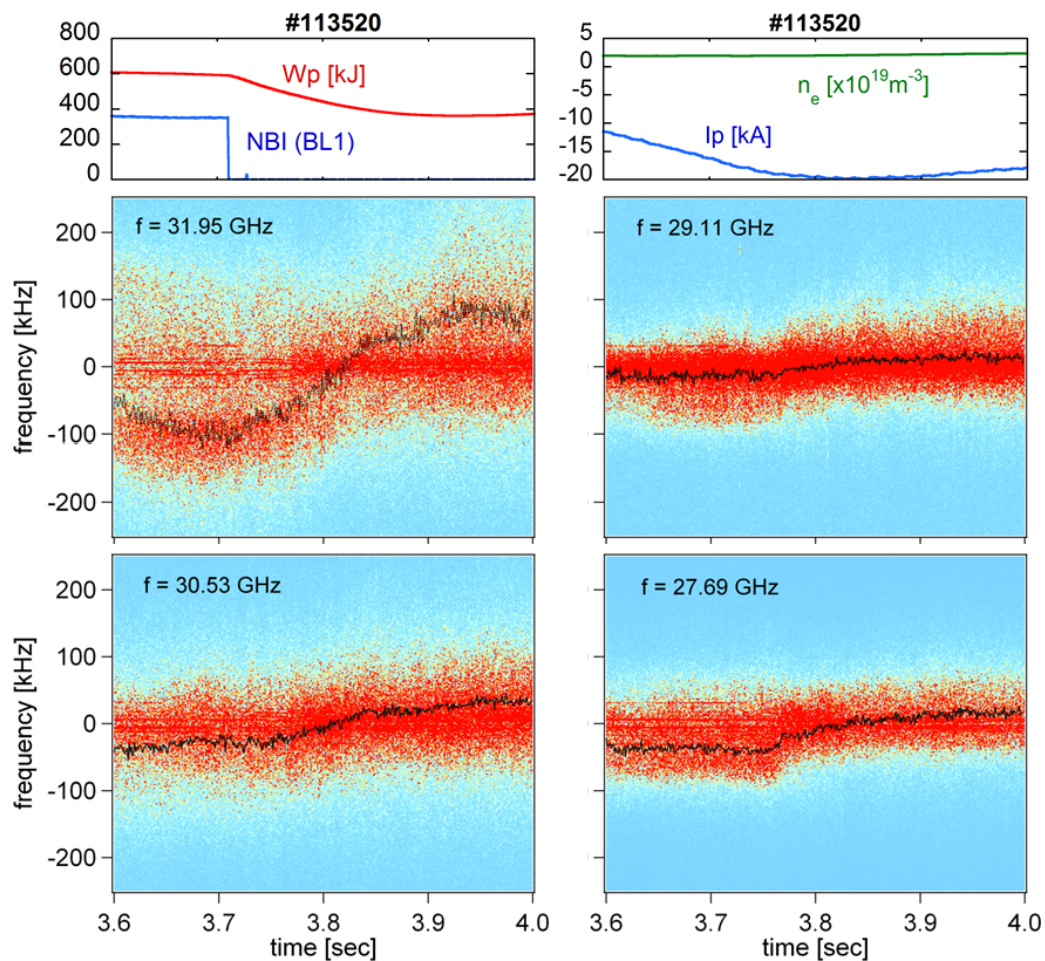 #113520
800
600
400
200
0
Wp [kJ]
NBI (BL1)
#113520
5
0
-5
-10
-15
-20
n_e [x10^19m^-3]
Ip [kA]
frequency [kHz]
200
100
0
-100
-200
f = 31.95 GHz
f = 29.11 GHz
frequency [kHz]
200
100
0
-100
-200
f = 30.53 GHz
f = 27.69 GHz
3.6 3.7 3.8 3.9 4.0
time [sec]
3.6 3.7 3.8 3.9 4.0
time [sec]